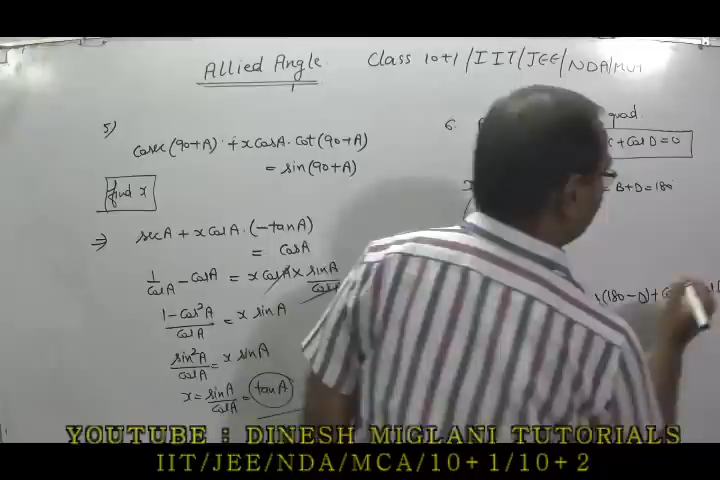 Allied Angle
Class 10+1/IIT/JEE/NDA/MCA
5)
cosec(90+A) + x cosA. cot(90+A)
= sin(90+A)
find x
⇒ secA + x cosA. (-tanA)
= cosA
1/cosA - cosA = x cosA x sinA/cosA
1-cos²A/cosA = x sinA
sin²A/cosA = x sinA
x = sinA/cosA = tanA
6.
quad.
C + cosD = 0
= B+D = 180°
(180-D) +
YOUTUBE : DINESH MIGLANI TUTORIALS
IIT/JEE/NDA/MCA/10+1/10+2